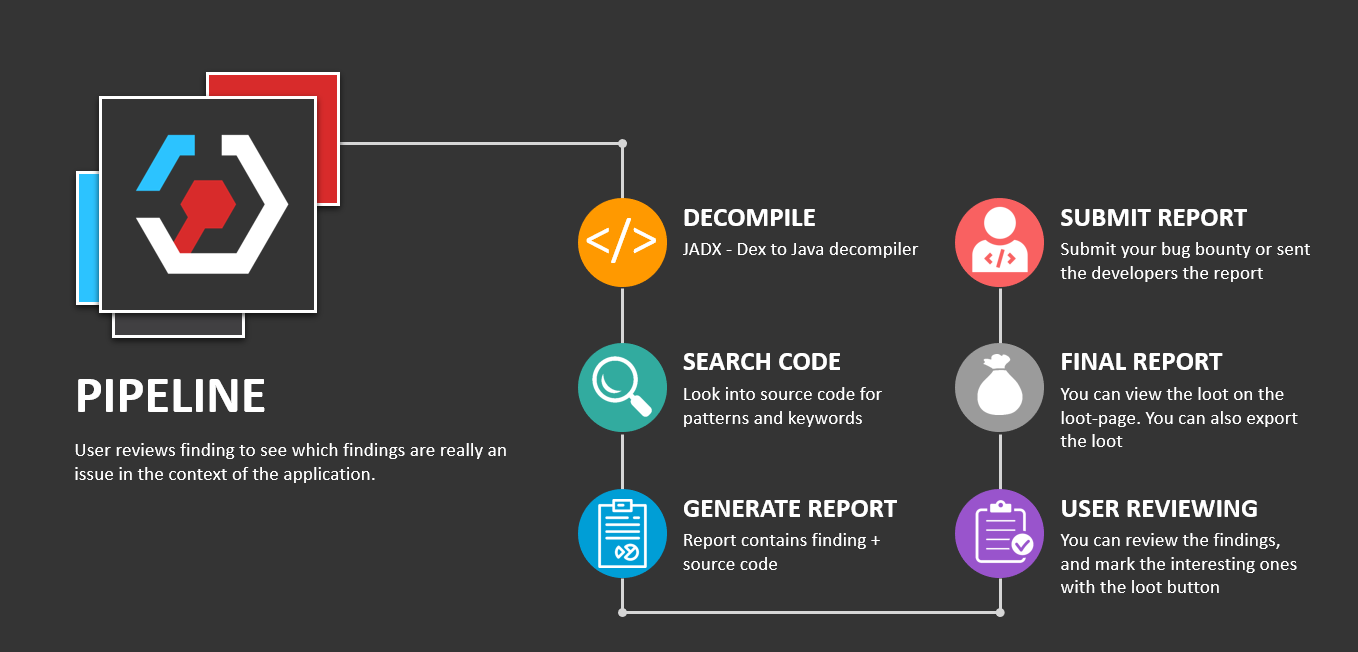 PIPELINE
User reviews finding to see which findings are really an
issue in the context of the application.
</>
DECOMPILE
JADX - Dex to Java decompiler
SEARCH CODE
Look into source code for
patterns and keywords
GENERATE REPORT
Report contains finding +
source code
</>
SUBMIT REPORT
Submit your bug bounty or sent
the developers the report
FINAL REPORT
You can view the loot on the
loot-page. You can also export
the loot
USER REVIEWING
You can review the findings,
and mark the interesting ones
with the loot button